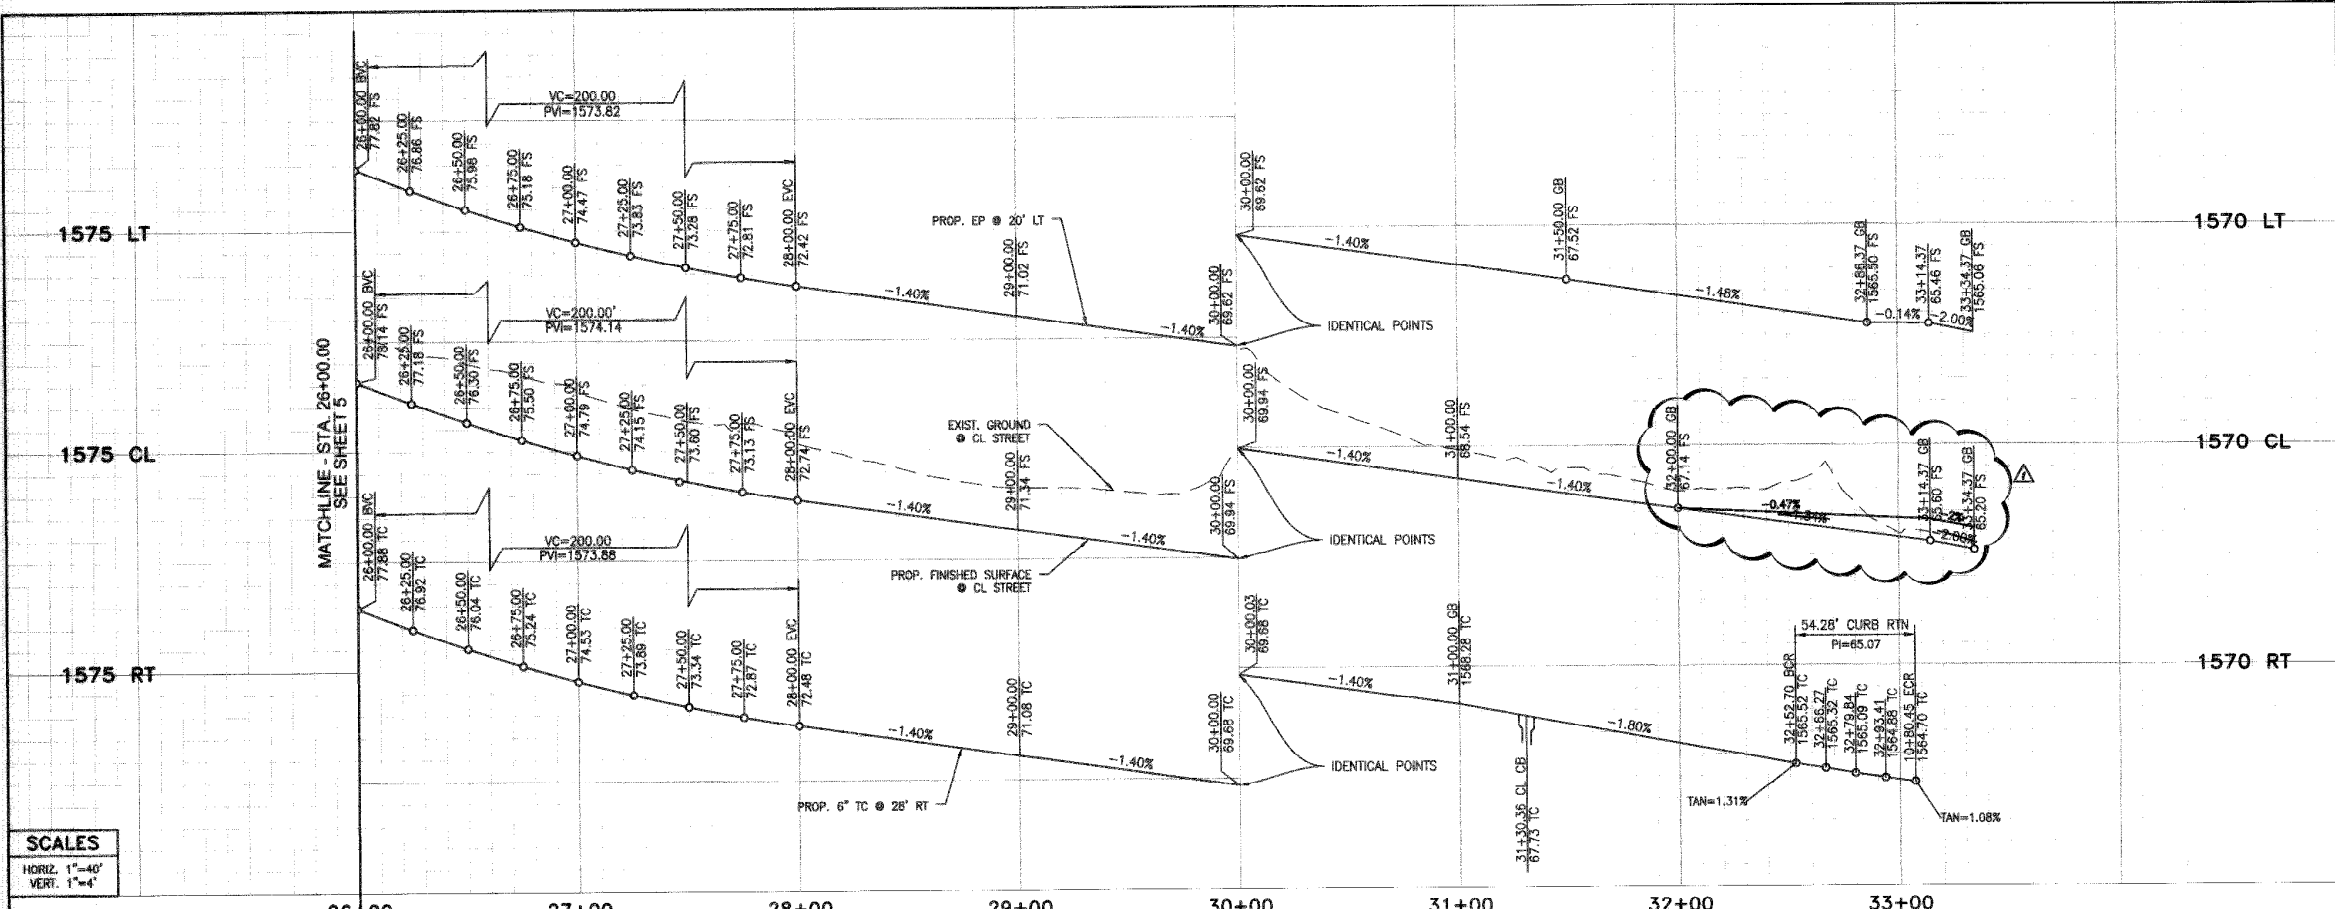 26+00.00 BVC
77.82 FS
26+25.00
76.86 FS
26+50.00
75.98 FS
26+75.00
75.18 FS
27+00.00
74.47 FS
27+25.00
73.83 FS
27+50.00
73.28 FS
27+75.00
72.81 FS
28+00.00 EVC
72.42 FS
VC=200.00
PVI=1573.82
1575 LT
-1.40%
29+00.00
71.02 FS
PROP. EP @ 20' LT
-1.40%
30+00.00
69.62 FS
30+00.00
69.62 FS
IDENTICAL POINTS
-1.40%
31+50.00 GB
67.52 FS
-1.48%
32+86.37 GB
1565.50 FS
-0.14%
33+14.37
65.46 FS
-2.00%
33+34.37 GB
1565.06 FS
1570 LT
MATCHLINE - STA. 26+00.00
SEE SHEET 5
26+00.00 BVC
78.14 FS
26+25.00
77.18 FS
26+50.00
76.30 FS
26+75.00
75.50 FS
27+00.00
74.79 FS
27+25.00
74.15 FS
27+50.00
73.60 FS
27+75.00
73.13 FS
28+00.00 EVC
72.74 FS
VC=200.00'
PVI=1574.14
1575 CL
-1.40%
EXIST. GROUND
@ CL STREET
29+00.00
71.34 FS
-1.40%
PROP. FINISHED SURFACE
@ CL STREET
30+00.00
69.94 FS
30+00.00
69.94 FS
IDENTICAL POINTS
-1.40%
31+00.00
68.54 FS
-1.40%
32+00.00 GB
67.14 FS
-0.47%
-1.34%
-2%
33+14.37 GB
65.60 FS
-2.00%
33+34.37 GB
65.20 FS
1570 CL
26+00.00 BVC
77.88 TC
26+25.00
76.92 TC
26+50.00
76.04 TC
26+75.00
75.24 TC
27+00.00
74.53 TC
27+25.00
73.89 TC
27+50.00
73.34 TC
27+75.00
72.87 TC
28+00.00 EVC
72.48 TC
VC=200.00
PVI=1573.88
1575 RT
-1.40%
29+00.00
71.08 TC
-1.40%
PROP. 6" TC @ 28' RT
30+00.00
69.68 TC
30+00.03
69.68 TC
IDENTICAL POINTS
-1.40%
31+00.00 GB
1568.28 TC
31+30.36 CL CB
67.73 TC
-1.80%
54.28' CURB RTN
PI=65.07
32+52.70 BCR
1565.52 TC
32+66.27
1565.32 TC
32+79.84
1565.09 TC
32+93.41
1564.88 TC
10+80.45 ECR
1564.70 TC
TAN=1.31%
TAN=1.08%
1570 RT
SCALES
HORIZ. 1"=40'
VERT. 1"=4'
26+00
27+00
28+00
29+00
30+00
31+00
32+00
33+00